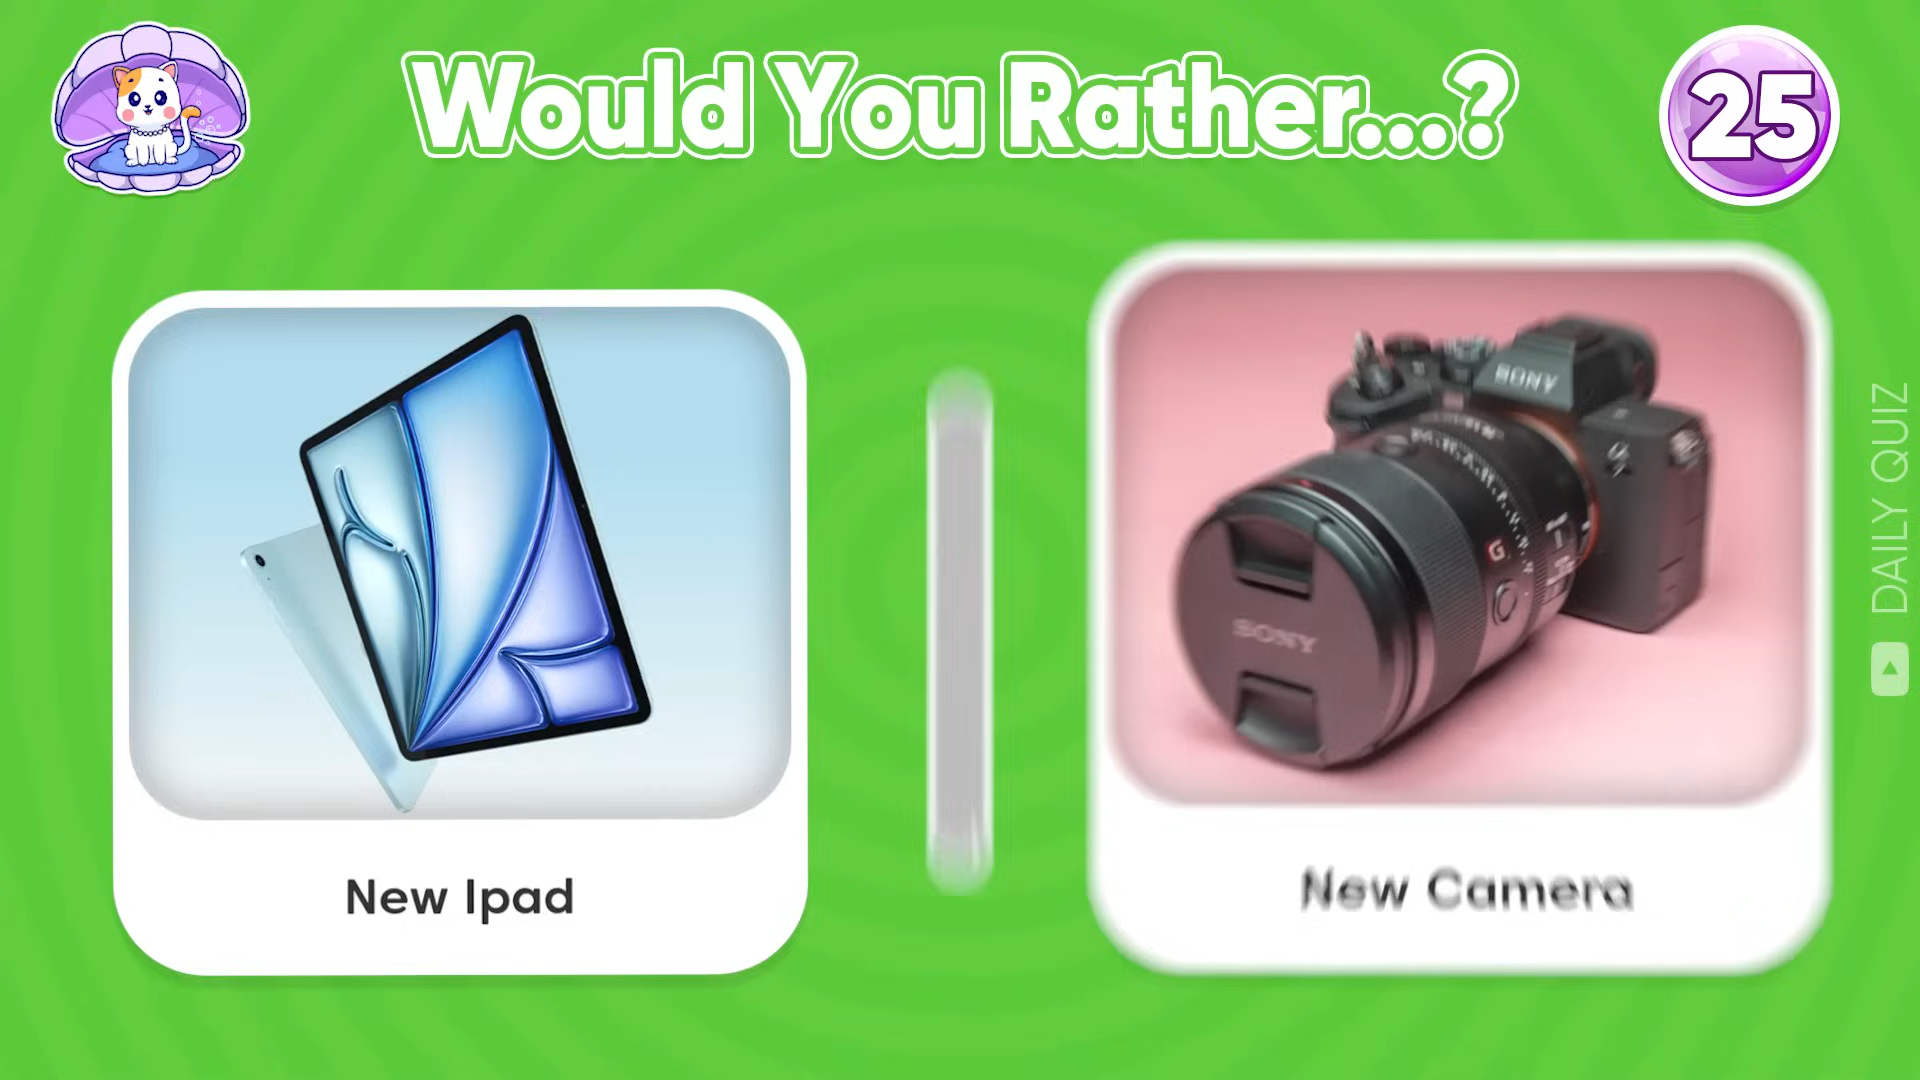 Would You Rather...?
25
SONY
G
SONY
New Ipad
New Camera
DAILY QUIZ